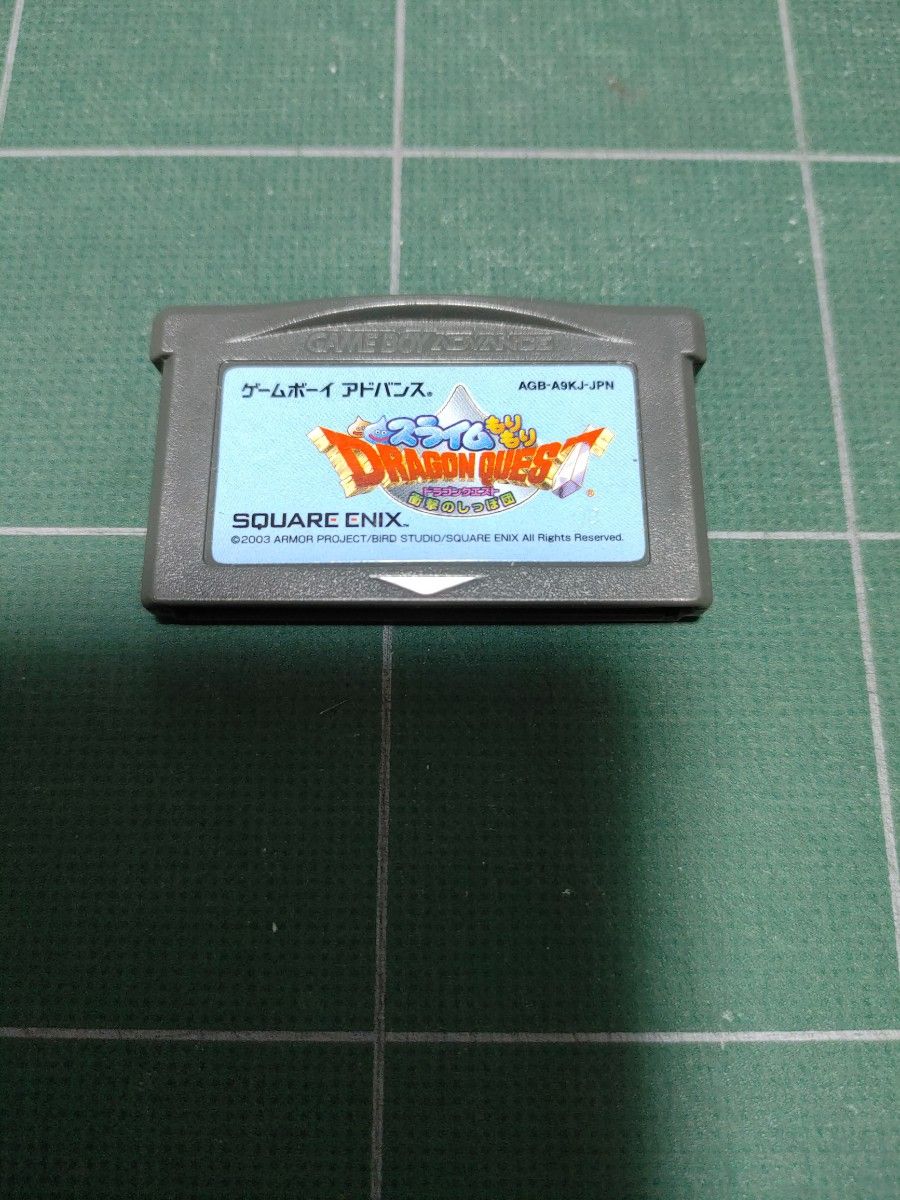 GAME BOY ADVANCE
ゲームボーイ アドバンス® AGB-A9KJ-JPN
スライムもりもり
DRAGON QUEST®
ドラゴンクエスト
衝撃のしっぽ団
SQUARE ENIX™
©2003 ARMOR PROJECT/BIRD STUDIO/SQUARE ENIX All Rights Reserved.